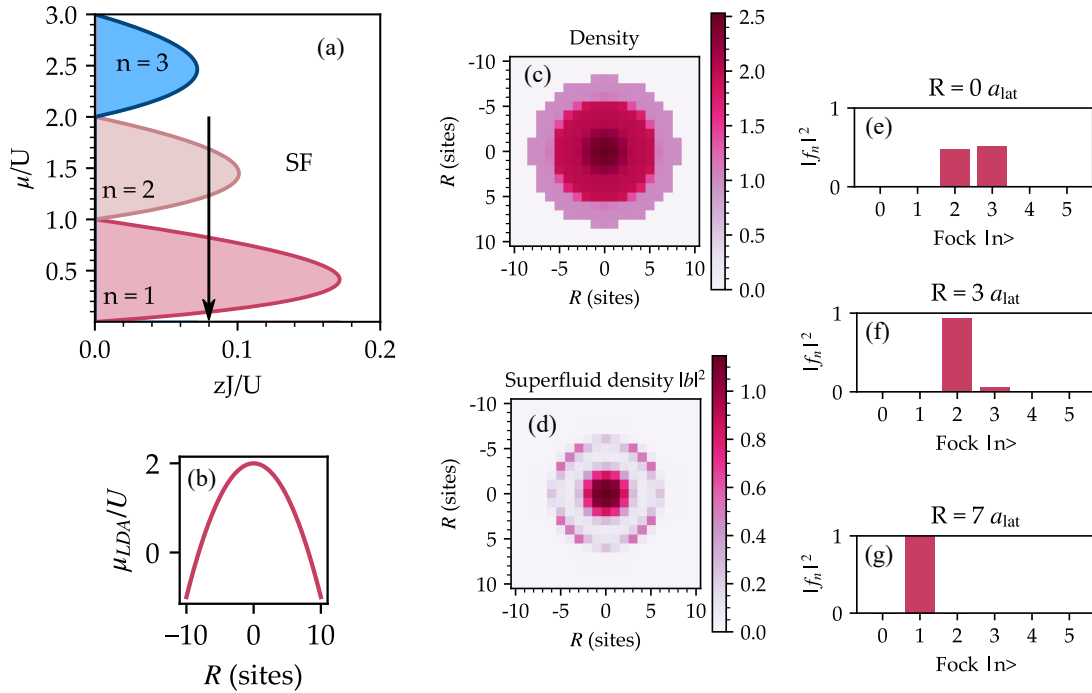 (a)
3.0
2.5
2.0
1.5
1.0
0.5
μ/U
n = 3
n = 2
n = 1
SF
0.0 0.1 0.2
zJ/U
(b)
2
0
μ_LDA/U
−10 0 10
R (sites)
Density
(c)
-10
-5
0
5
10
R (sites)
-10 -5 0 5 10
R (sites)
2.5
2.0
1.5
1.0
0.5
0.0
Superfluid density |b|²
(d)
-10
-5
0
5
10
R (sites)
-10 -5 0 5 10
R (sites)
1.0
0.8
0.6
0.4
0.2
0.0
R = 0 a_lat
(e)
1
0
|f_n|²
0 1 2 3 4 5
Fock |n>
R = 3 a_lat
(f)
1
0
|f_n|²
0 1 2 3 4 5
Fock |n>
R = 7 a_lat
(g)
1
0
|f_n|²
0 1 2 3 4 5
Fock |n>